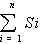 n
∑ Si
i = 1